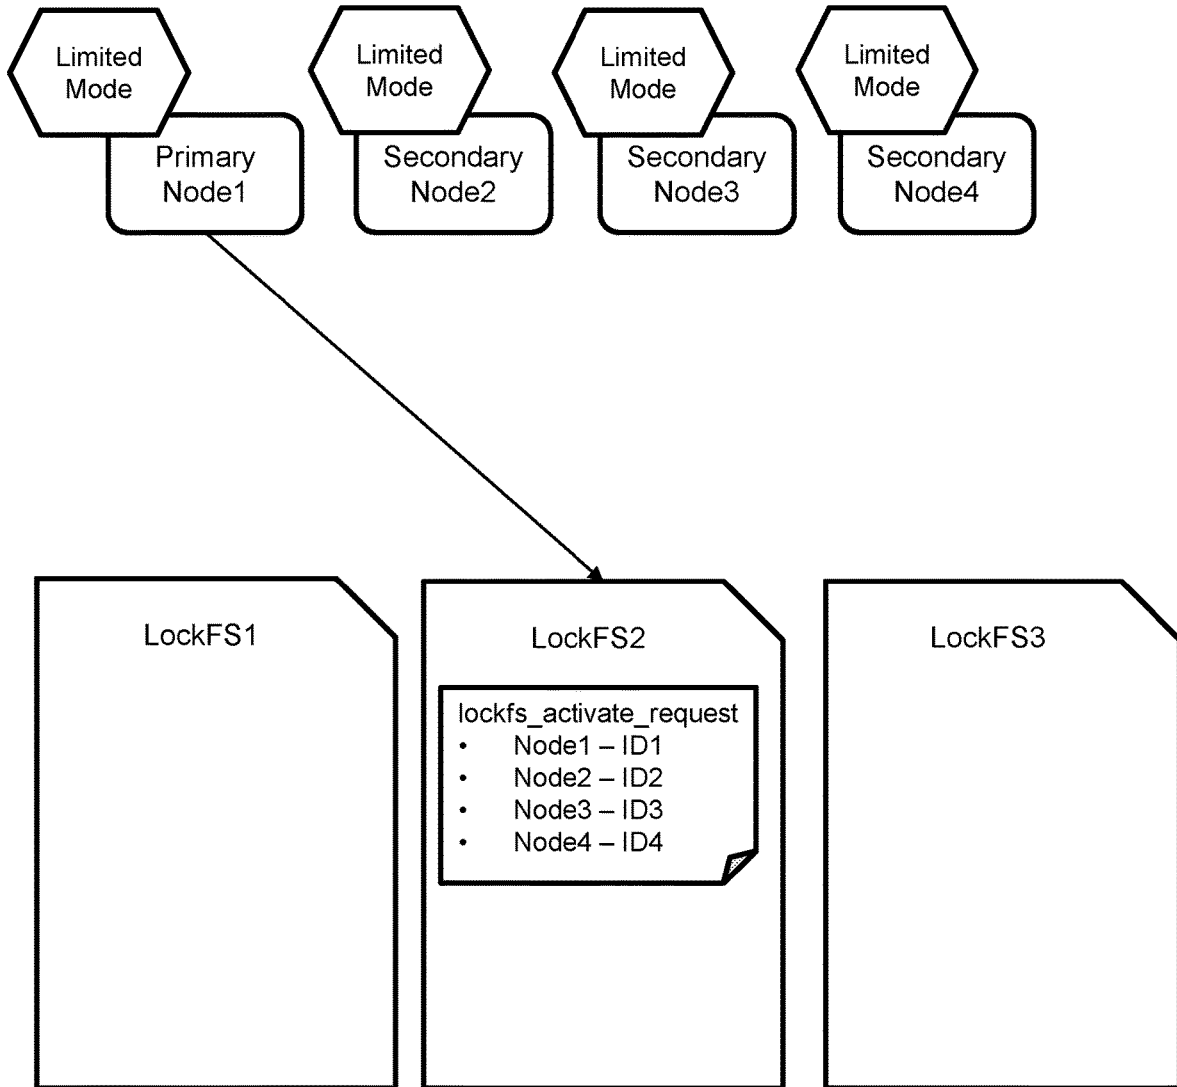 Limited
Mode
Limited
Mode
Limited
Mode
Limited
Mode
Primary
Node1
Secondary
Node2
Secondary
Node3
Secondary
Node4
LockFS1
LockFS2
LockFS3
lockfs_activate_request
• Node1 – ID1
• Node2 – ID2
• Node3 – ID3
• Node4 – ID4